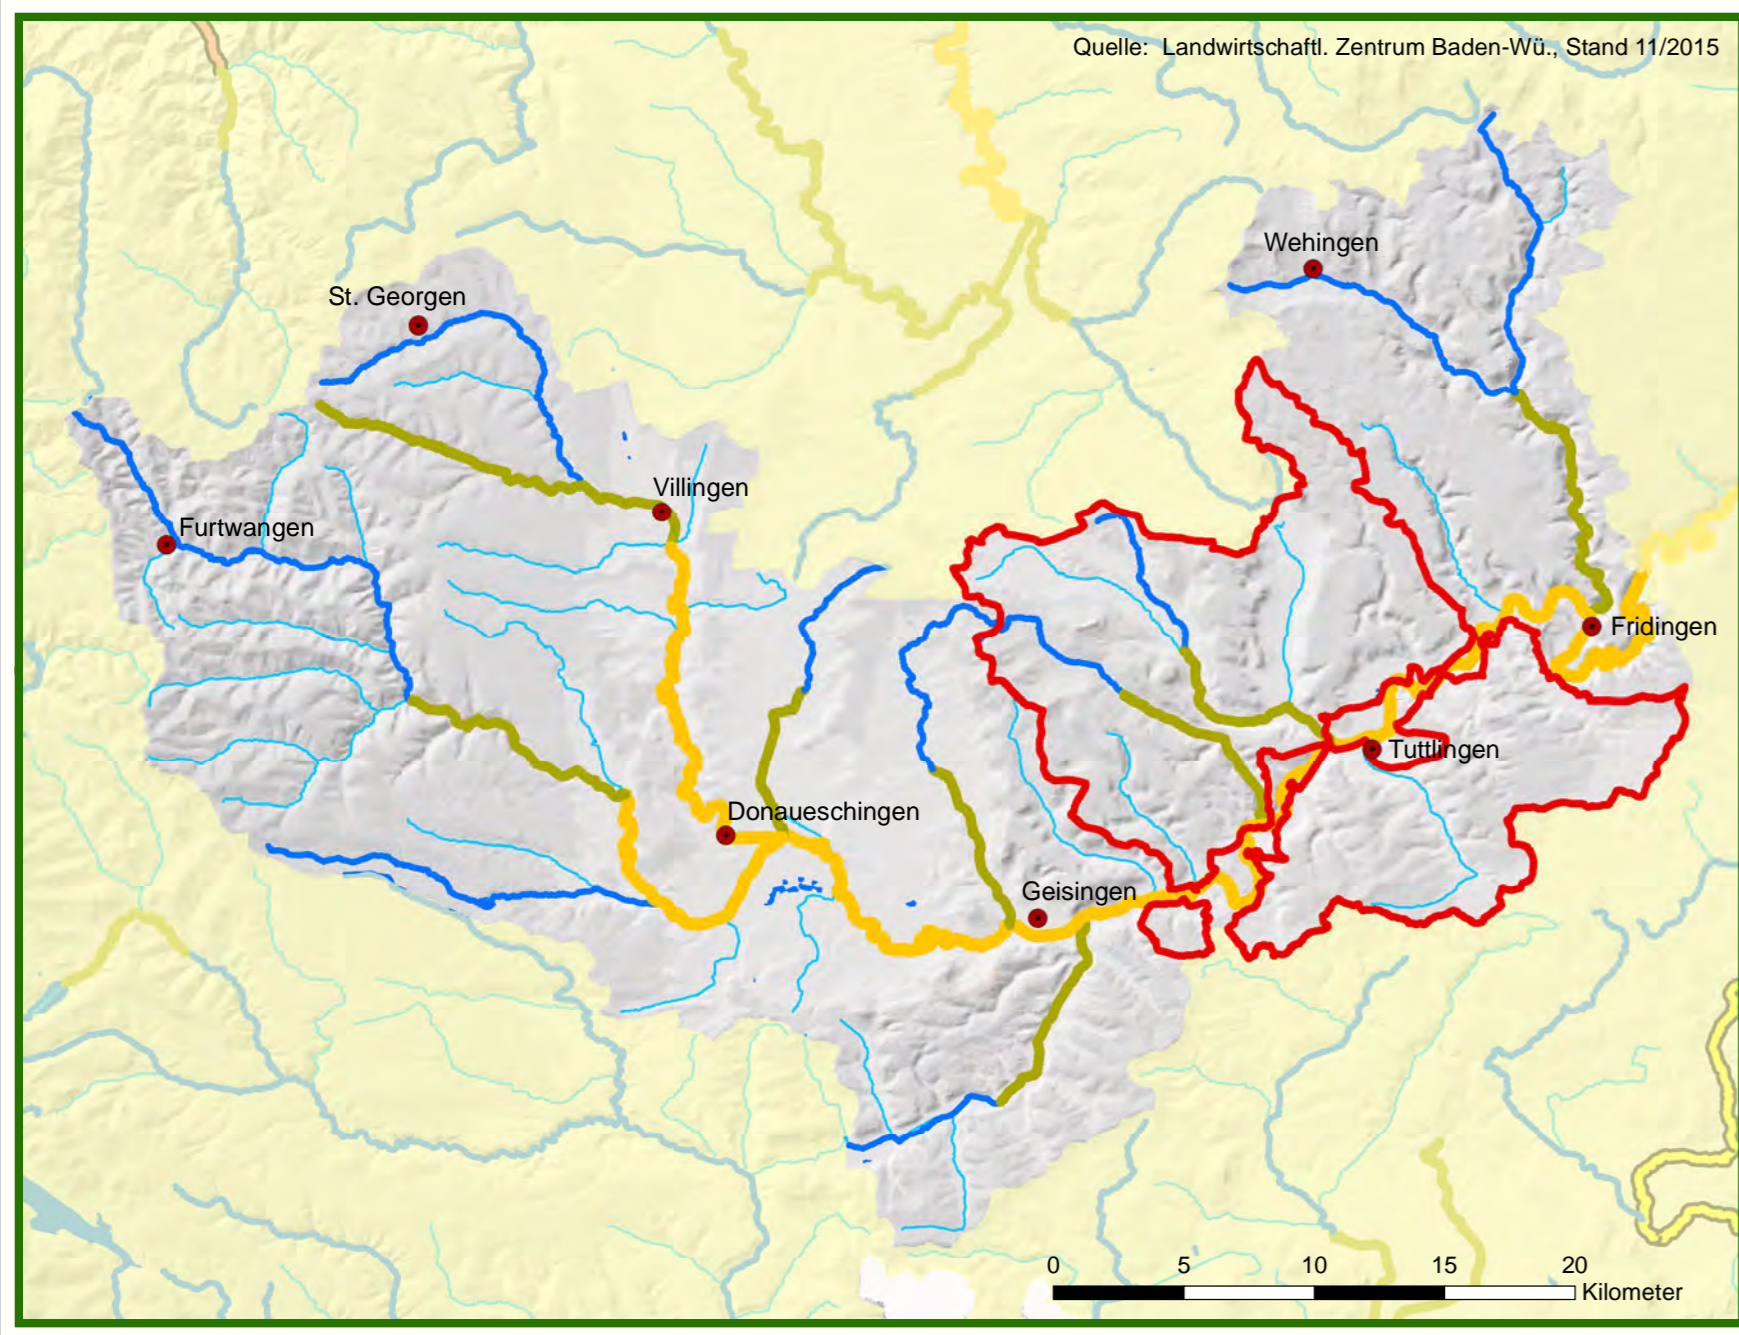 Quelle: Landwirtschaftl. Zentrum Baden-Wü., Stand 11/2015
Wehingen
St. Georgen
Villingen
Furtwangen
Fridingen
Tuttlingen
Donaueschingen
Geisingen
0 5 10 15 20
Kilometer